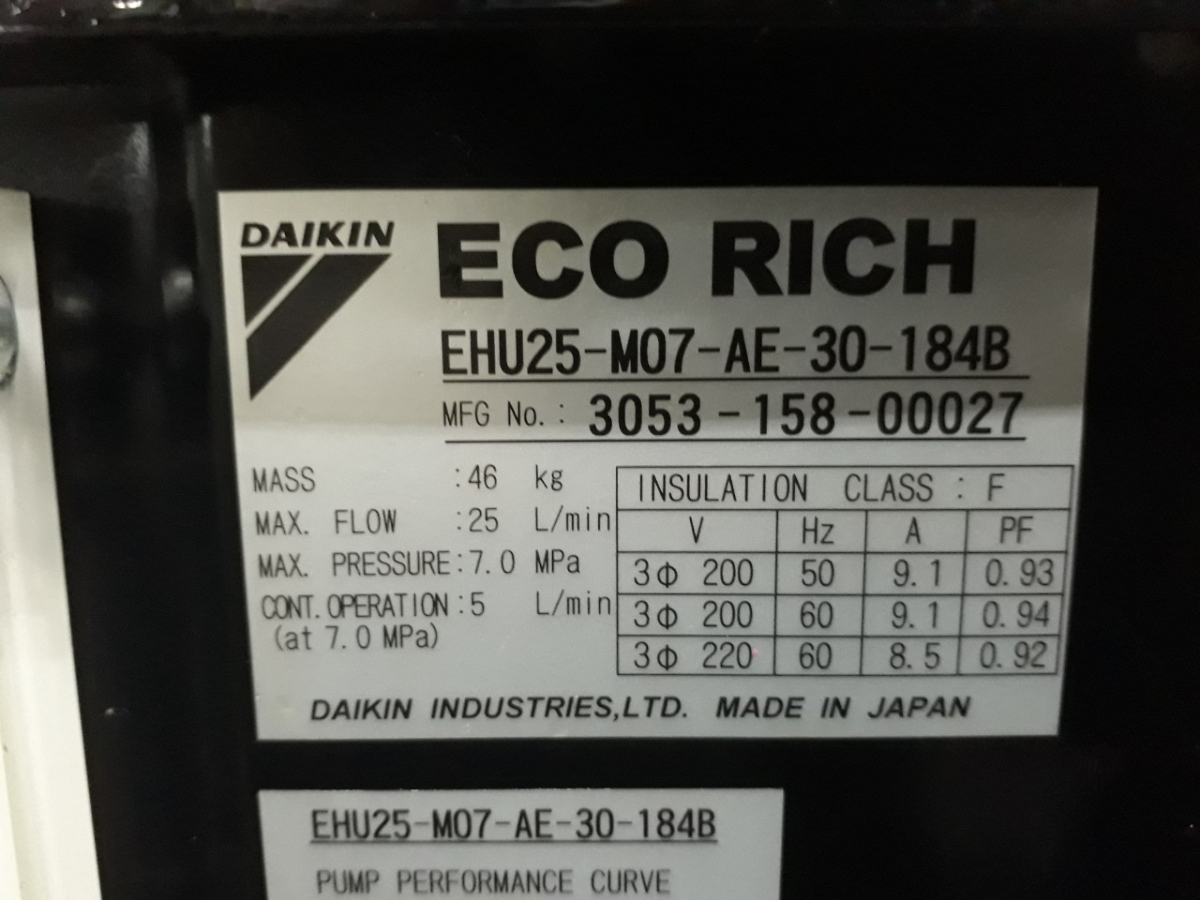 DAIKIN ECO RICH
EHU25-M07-AE-30-184B
MFG No.: 3053-158-00027
MASS :46 kg
MAX. FLOW :25 L/min
MAX. PRESSURE:7.0 MPa
CONT.OPERATION:5 L/min
(at 7.0 MPa)
INSULATION CLASS : F
V Hz A PF
3Φ 200 50 9.1 0.93
3Φ 200 60 9.1 0.94
3Φ 220 60 8.5 0.92
DAIKIN INDUSTRIES,LTD. MADE IN JAPAN
EHU25-M07-AE-30-184B
PUMP PERFORMANCE CURVE